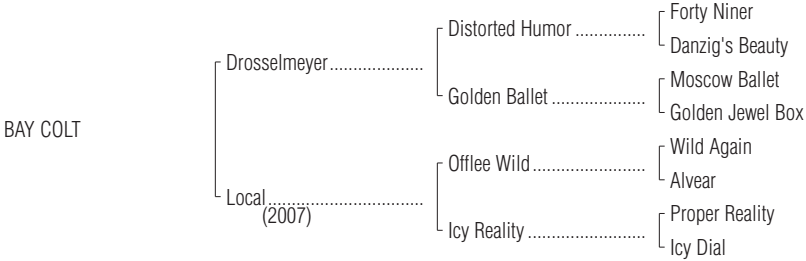 Forty Niner
Distorted Humor ...............
Danzig's Beauty
Drosselmeyer....................
Moscow Ballet
Golden Ballet ....................
Golden Jewel Box
BAY COLT
Wild Again
Offlee Wild ........................
Alvear
Local.................................
(2007)
Proper Reality
Icy Reality .........................
Icy Dial